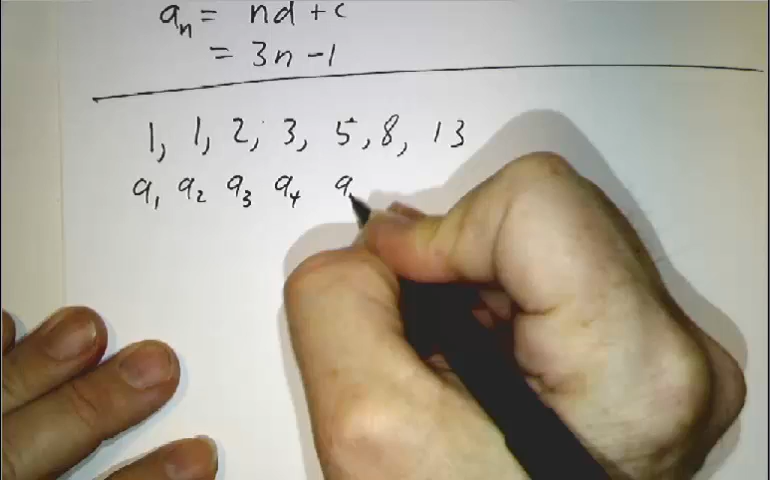 aₙ = nd + c
= 3n - 1
1, 1, 2, 3, 5, 8, 13
a₁ a₂ a₃ a₄ a